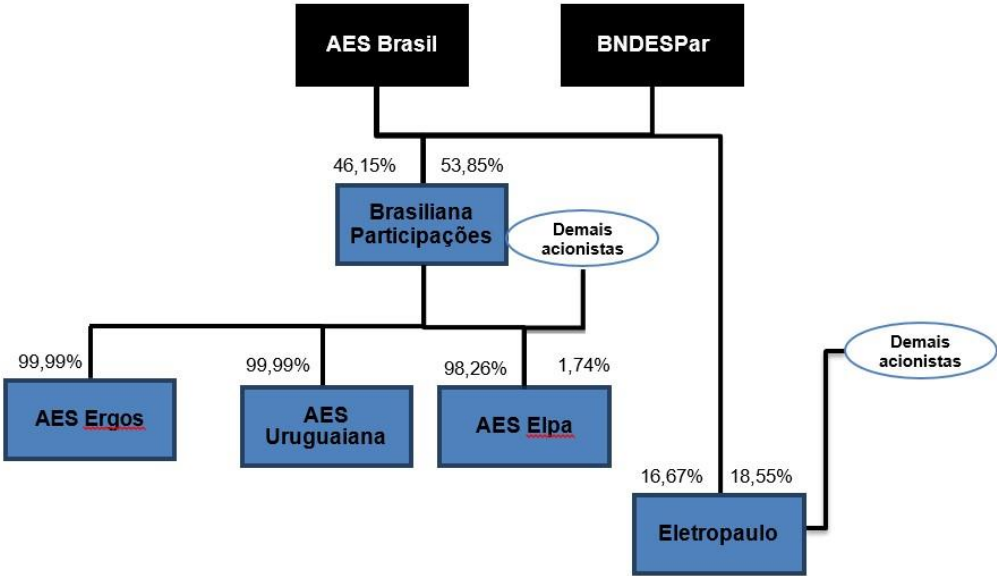 AES Brasil
BNDESPar
46,15%
53,85%
Brasiliana
Participações
Demais
acionistas
99,99%
99,99%
98,26%
1,74%
AES Ergos
AES
Uruguaiana
AES Elpa
Demais
acionistas
16,67%
18,55%
Eletropaulo